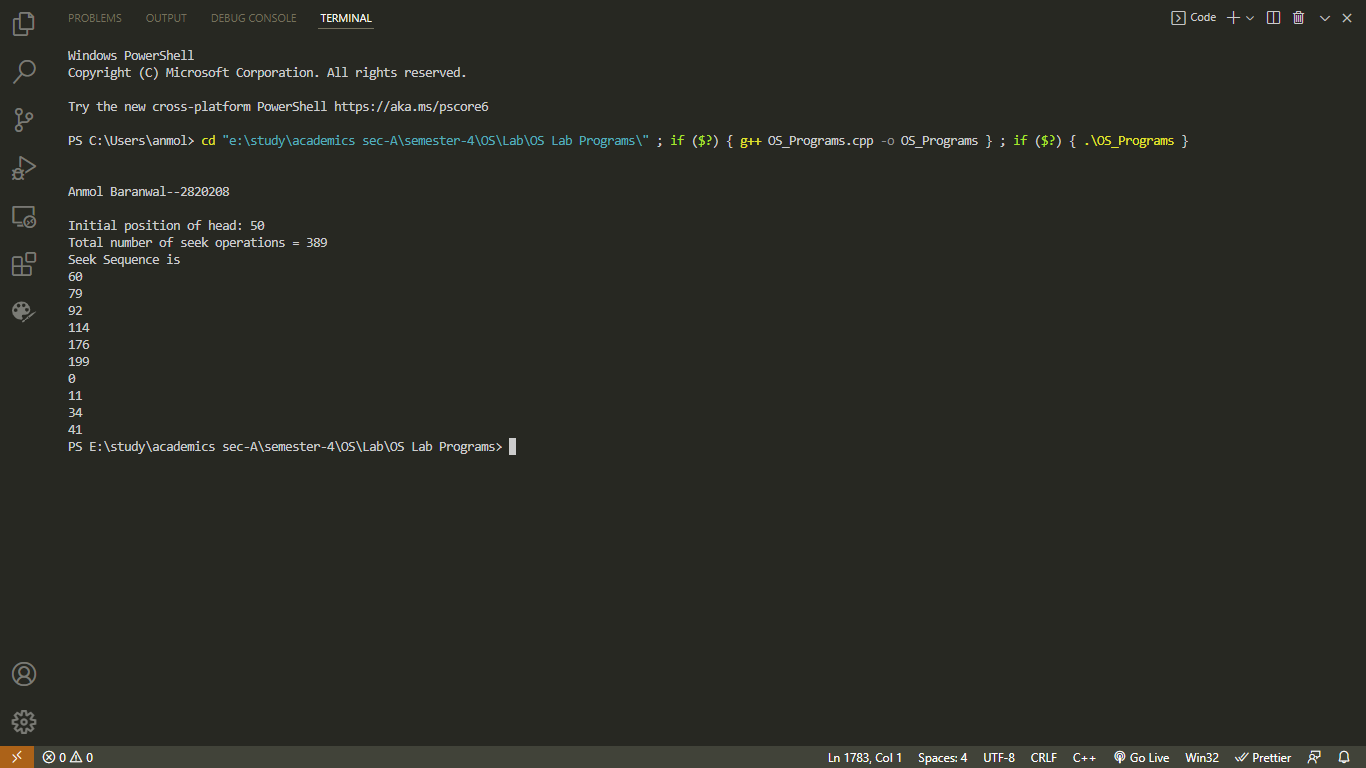 PROBLEMS OUTPUT DEBUG CONSOLE TERMINAL Code
Windows PowerShell
Copyright (C) Microsoft Corporation. All rights reserved.
Try the new cross-platform PowerShell https://aka.ms/pscore6
PS C:\Users\anmol> cd "e:\study\academics sec-A\semester-4\OS\Lab\OS Lab Programs\" ; if ($?) { g++ OS_Programs.cpp -o OS_Programs } ; if ($?) { .\OS_Programs }
Anmol Baranwal--2820208
Initial position of head: 50
Total number of seek operations = 389
Seek Sequence is
60
79
92
114
176
199
0
11
34
41
PS E:\study\academics sec-A\semester-4\OS\Lab\OS Lab Programs>
0 0 Ln 1783, Col 1 Spaces: 4 UTF-8 CRLF C++ Go Live Win32 Prettier